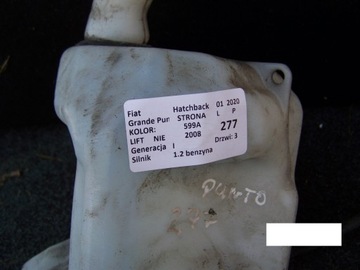 Fiat Hatchback 01 2020
Grande Pun STRONA L P
KOLOR: 599A 277
LIFT NIE 2008 Drzwi: 3
Generacja I
Silnik 1.2 benzyna
PUNTO
277